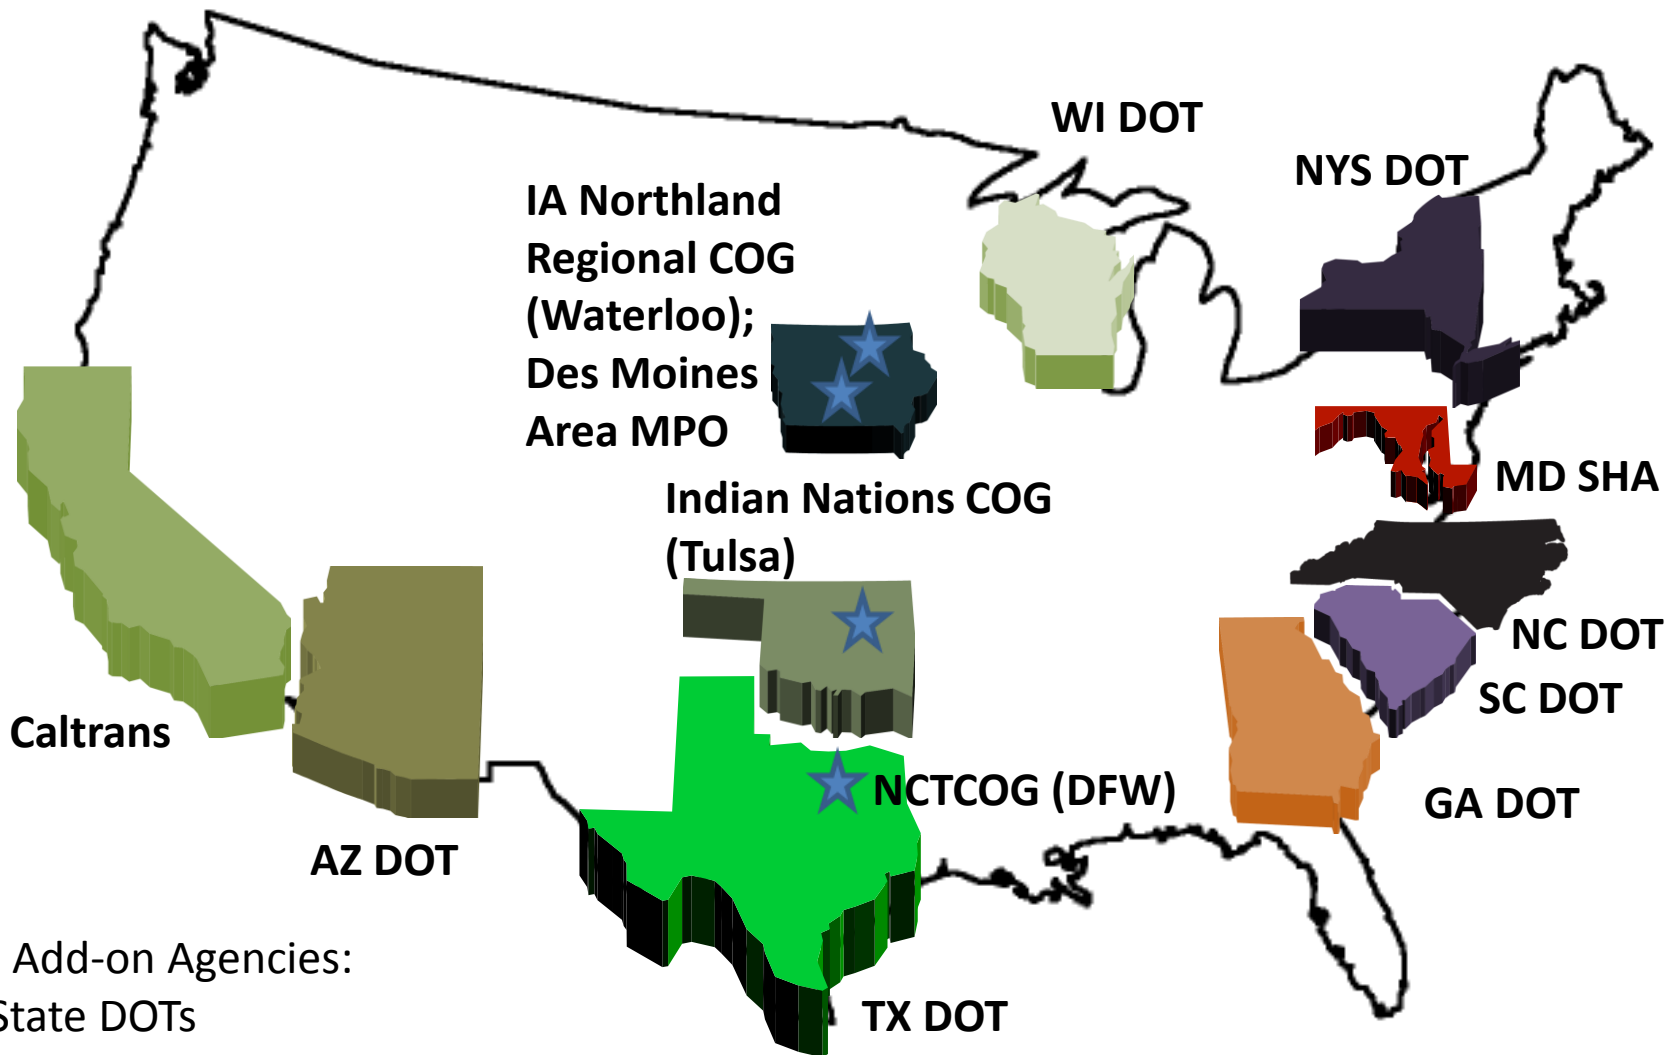 WI DOT
NYS DOT
IA Northland
Regional COG
(Waterloo);
Des Moines
Area MPO
MD SHA
Indian Nations COG
(Tulsa)
NC DOT
SC DOT
Caltrans
NCTCOG (DFW)
GA DOT
AZ DOT
Add-on Agencies:
State DOTs
TX DOT